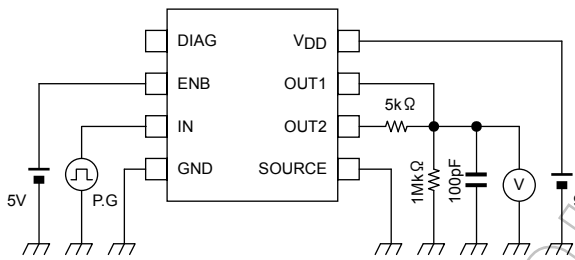 DIAG
VDD
ENB
OUT1
5kΩ
IN
OUT2
GND
SOURCE
1MkΩ
100pF
V
5V
P.G